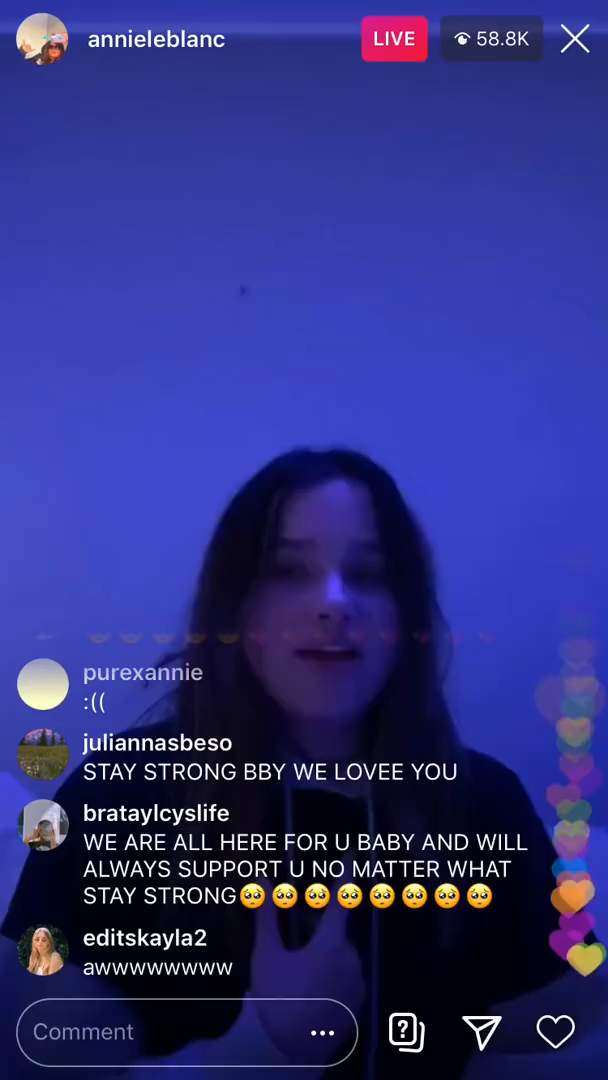 annieleblanc
LIVE
58.8K
purexannie
:((
juliannasbeso
STAY STRONG BBY WE LOVEE YOU
brataylcyslife
WE ARE ALL HERE FOR U BABY AND WILL
ALWAYS SUPPORT U NO MATTER WHAT
STAY STRONG🥺🥺🥺🥺🥺🥺🥺🥺
editskayla2
awwwwwwww
Comment